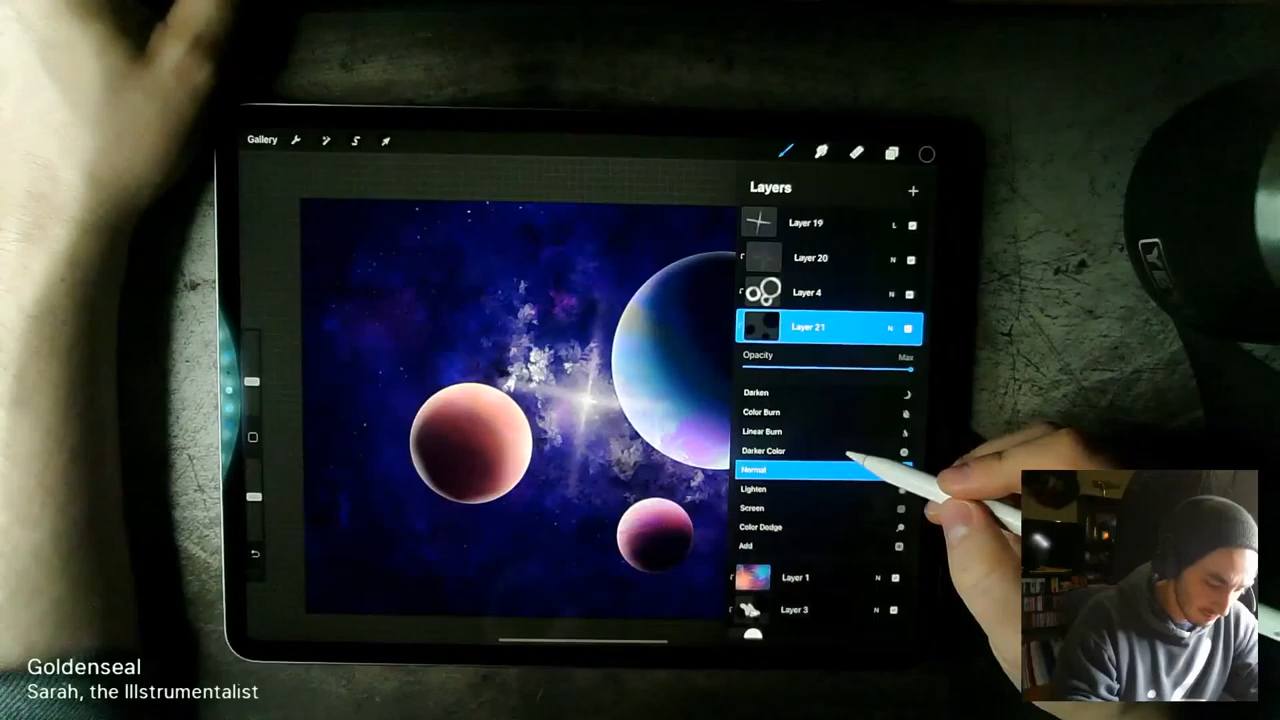 Gallery
Layers
Layer 19 L
Layer 20 N
Layer 4 N
Layer 21 N
Opacity Max
Darken
Color Burn
Linear Burn
Darker Color
Normal
Lighten
Screen
Color Dodge
Add
Layer 1 N
Layer 3 N
Goldenseal
Sarah, the Illstrumentalist